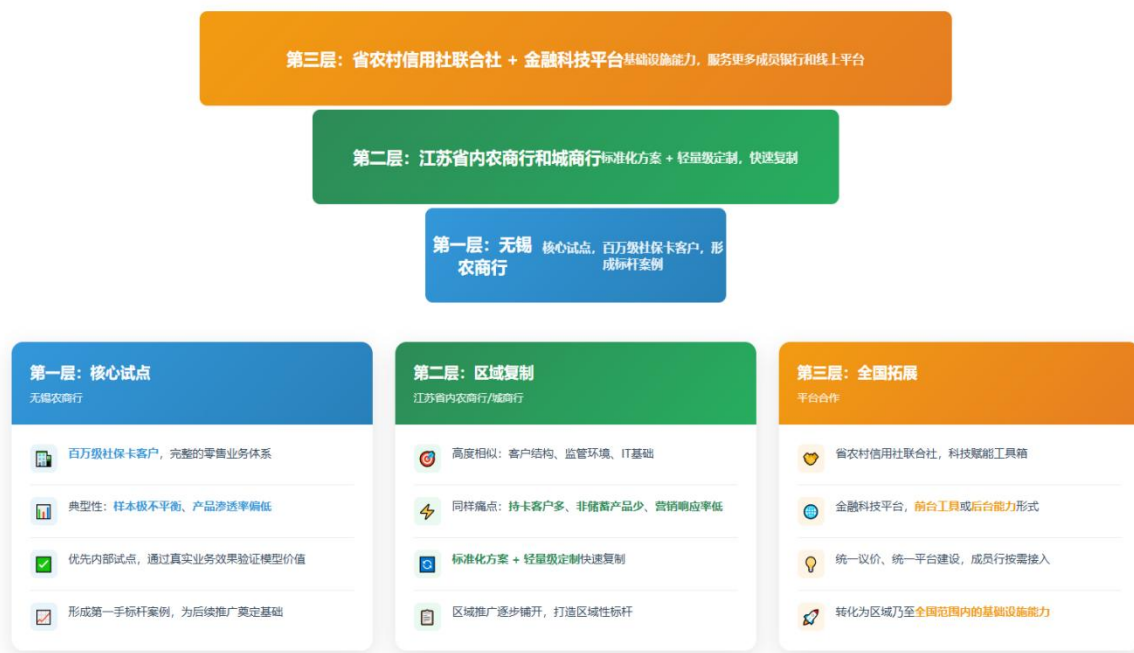 第三层：省农村信用社联合社 + 金融科技平台基础设施能力，服务更多成员银行和线上平台
第二层：江苏省内农商行和城商行标准化方案 + 轻量级定制，快速复制
第一层：无锡农商行
核心试点，百万级社保卡客户，形成标杆案例
第一层：核心试点
无锡农商行
百万级社保卡客户，完整的零售业务体系
典型性：样本极不平衡、产品渗透率偏低
优先内部试点，通过真实业务效果验证模型价值
形成第一手标杆案例，为后续推广奠定基础
第二层：区域复制
江苏省内农商行/城商行
高度相似：客户结构、监管环境、IT基础
同样痛点：持卡客户多、非储蓄产品少、营销响应率低
标准化方案 + 轻量级定制快速复制
区域推广逐步铺开，打造区域性标杆
第三层：全国拓展
平台合作
省农村信用社联合社，科技赋能工具箱
金融科技平台，前台工具或后台能力形式
统一议价、统一平台建设，成员行按需接入
转化为区域乃至全国范围内的基础设施能力